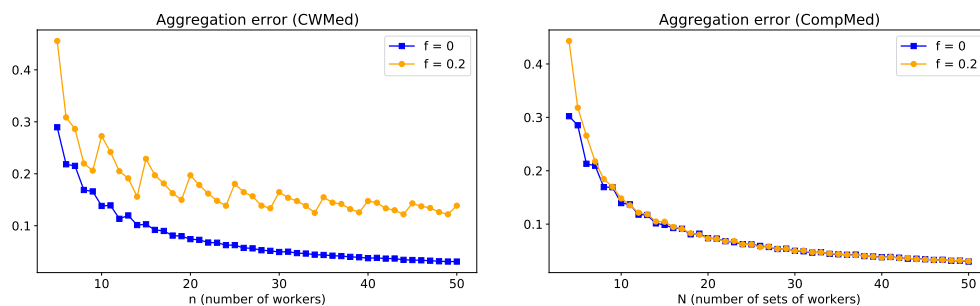 Aggregation error (CWMed)
f = 0
f = 0.2
0.4
0.3
0.2
0.1
10 20 30 40 50
n (number of workers)
Aggregation error (CompMed)
f = 0
f = 0.2
0.4
0.3
0.2
0.1
10 20 30 40 50
N (number of sets of workers)